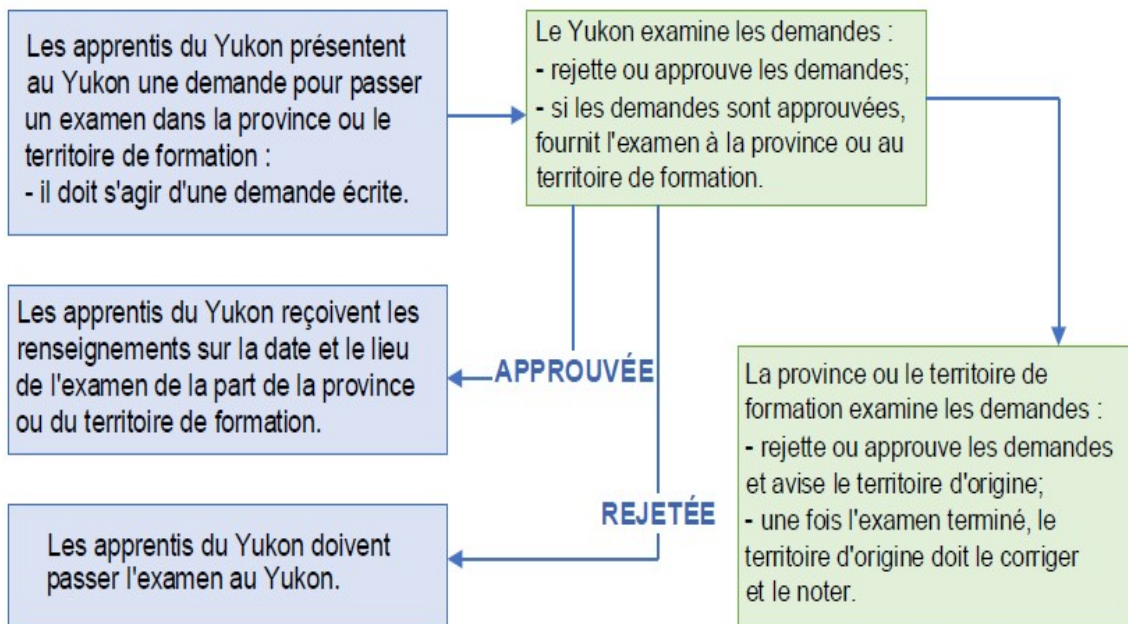 Les apprentis du Yukon présentent
au Yukon une demande pour passer
un examen dans la province ou le
territoire de formation :
- il doit s'agir d'une demande écrite.
Le Yukon examine les demandes :
- rejette ou approuve les demandes;
- si les demandes sont approuvées,
fournit l'examen à la province ou au
territoire de formation.
Les apprentis du Yukon reçoivent les
renseignements sur la date et le lieu
de l'examen de la part de la province
ou du territoire de formation.
APPROUVÉE
La province ou le territoire de
formation examine les demandes :
- rejette ou approuve les demandes
et avise le territoire d'origine;
- une fois l'examen terminé, le
territoire d'origine doit le corriger
et le noter.
REJETÉE
Les apprentis du Yukon doivent
passer l'examen au Yukon.